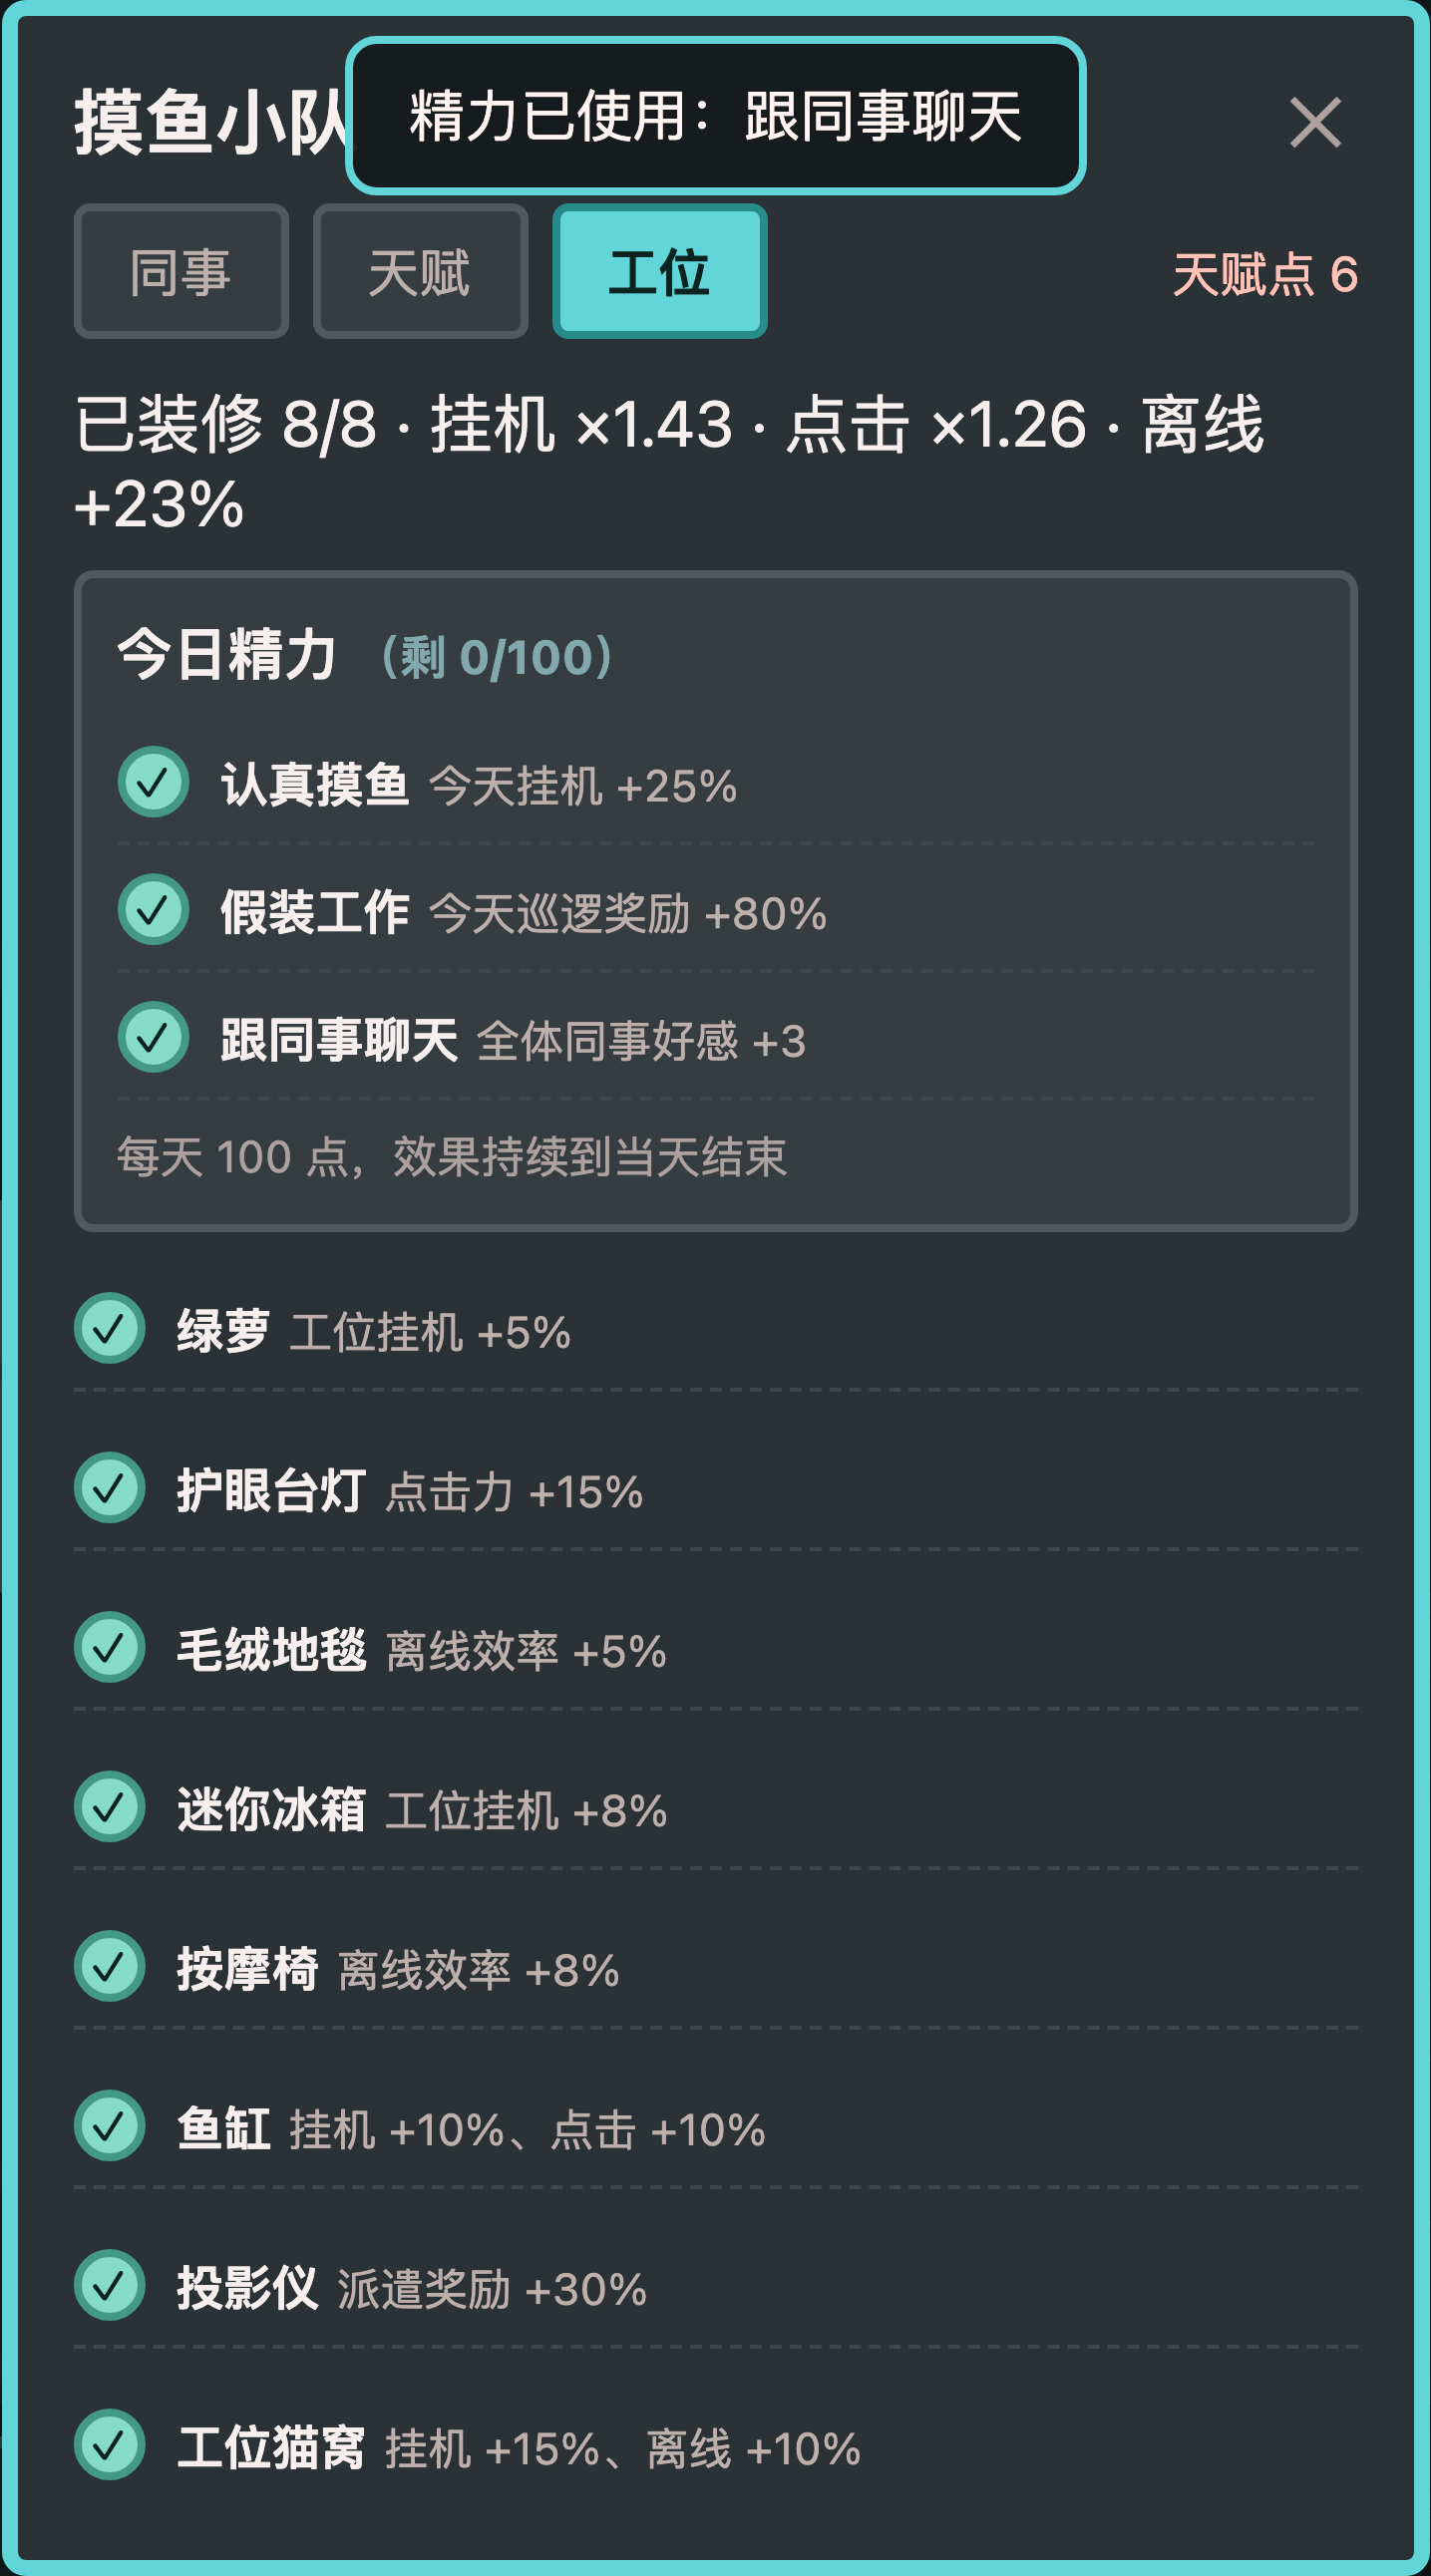 摸鱼小队
精力已使用：跟同事聊天
同事
天赋
工位
天赋点 6
已装修 8/8 · 挂机 ×1.43 · 点击 ×1.26 · 离线
+23%
今日精力 （剩 0/100）
认真摸鱼 今天挂机 +25%
假装工作 今天巡逻奖励 +80%
跟同事聊天 全体同事好感 +3
每天 100 点，效果持续到当天结束
绿萝 工位挂机 +5%
护眼台灯 点击力 +15%
毛绒地毯 离线效率 +5%
迷你冰箱 工位挂机 +8%
按摩椅 离线效率 +8%
鱼缸 挂机 +10%、点击 +10%
投影仪 派遣奖励 +30%
工位猫窝 挂机 +15%、离线 +10%